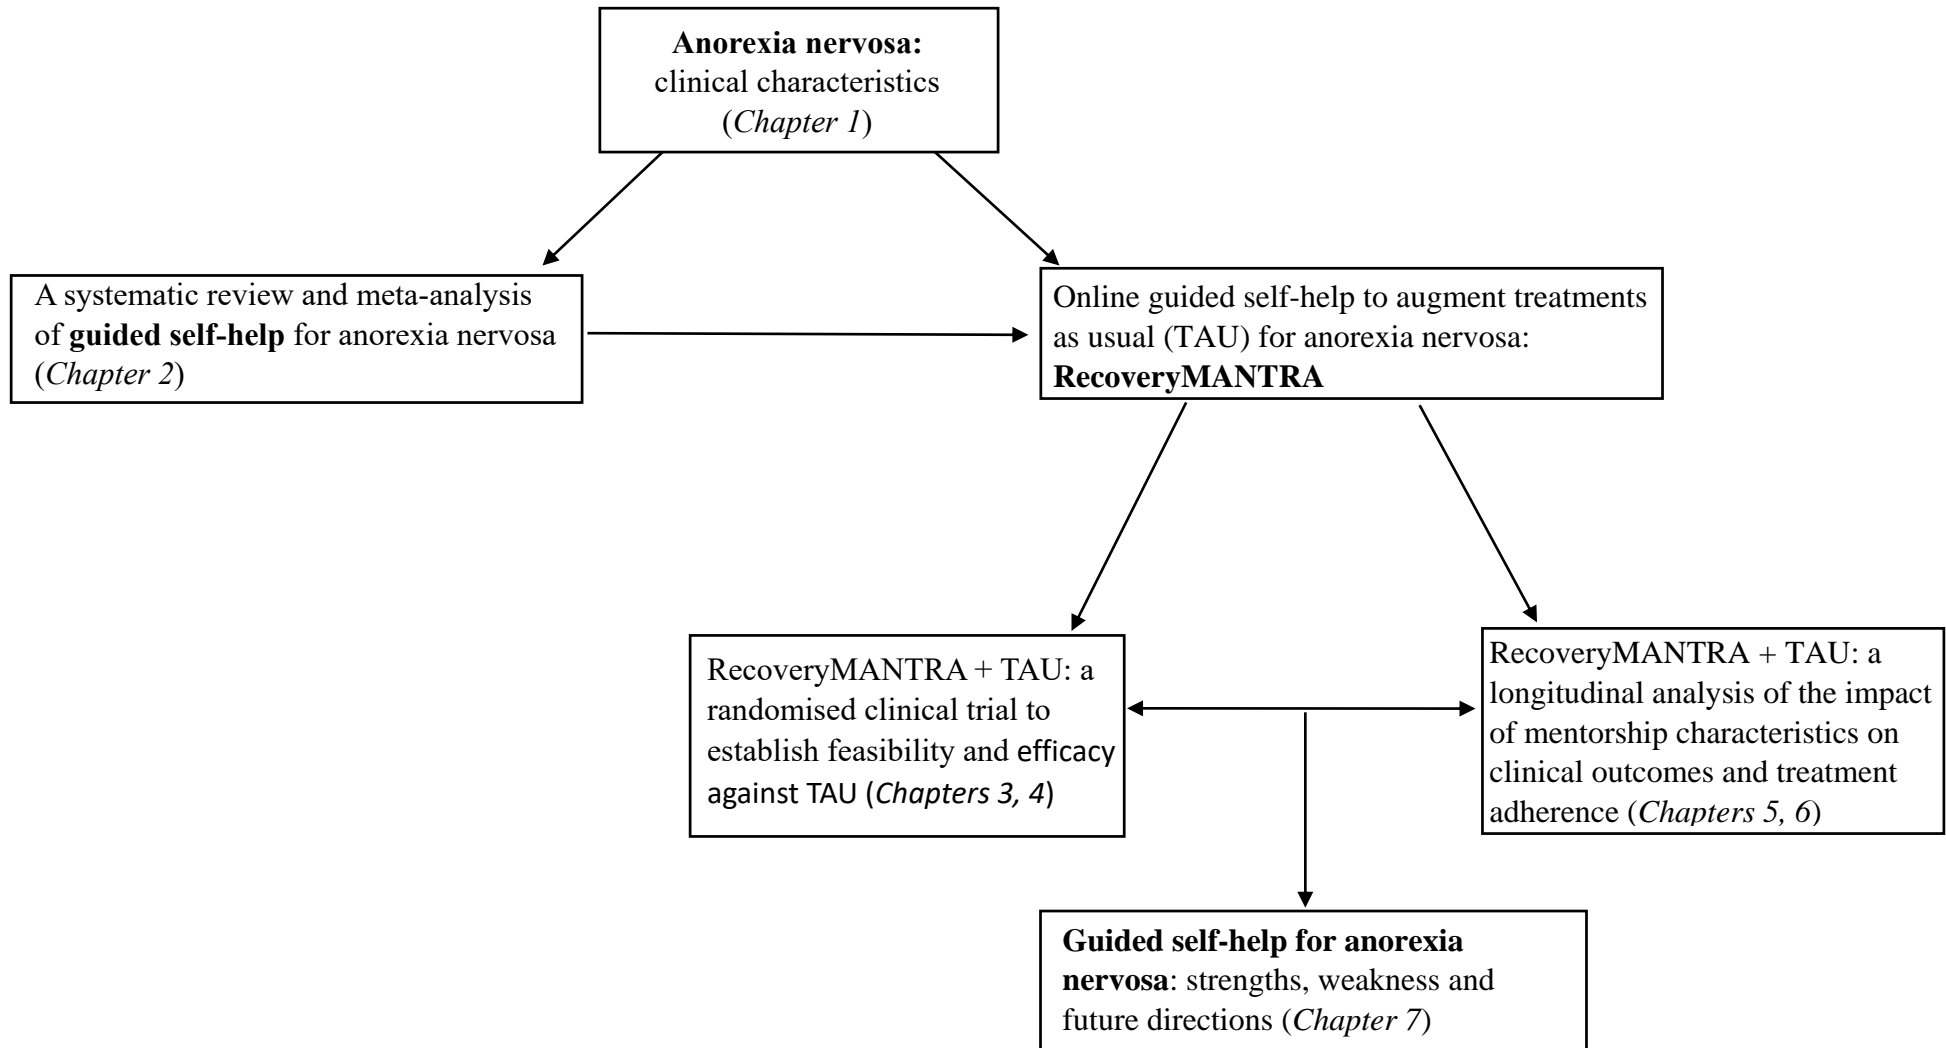 Anorexia nervosa:
clinical characteristics
(Chapter 1)
A systematic review and meta-analysis
of guided self-help for anorexia nervosa
(Chapter 2)
Online guided self-help to augment treatments
as usual (TAU) for anorexia nervosa:
RecoveryMANTRA
RecoveryMANTRA + TAU: a
randomised clinical trial to
establish feasibility and efficacy
against TAU (Chapters 3, 4)
RecoveryMANTRA + TAU: a
longitudinal analysis of the impact
of mentorship characteristics on
clinical outcomes and treatment
adherence (Chapters 5, 6)
Guided self-help for anorexia
nervosa: strengths, weakness and
future directions (Chapter 7)